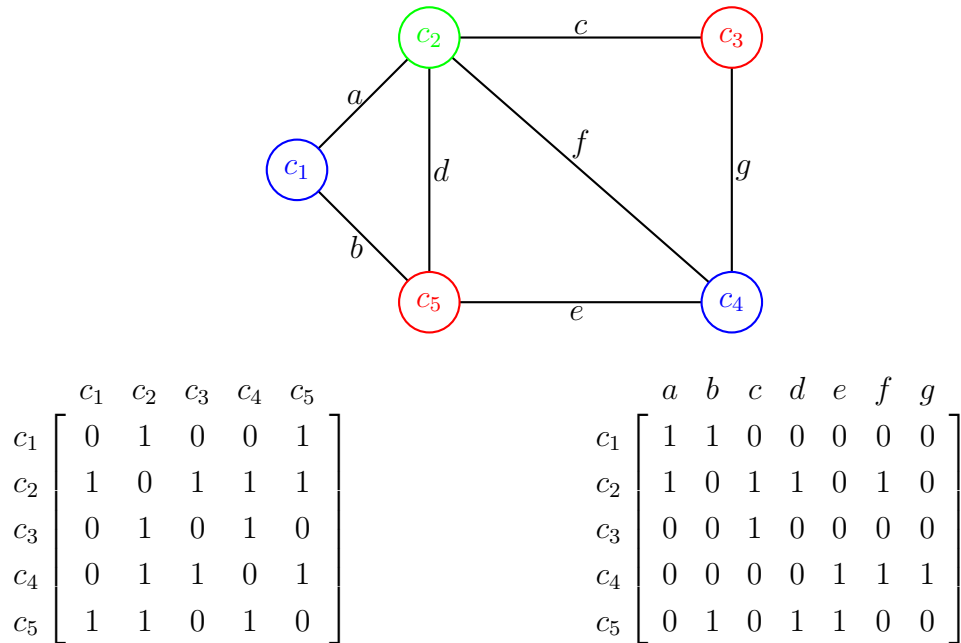 c₂ c c₃
a
f
c₁ d g
b
c₅ e c₄
c₁ c₂ c₃ c₄ c₅
c₁ 0 1 0 0 1
c₂ 1 0 1 1 1
c₃ 0 1 0 1 0
c₄ 0 1 1 0 1
c₅ 1 1 0 1 0
a b c d e f g
c₁ 1 1 0 0 0 0 0
c₂ 1 0 1 1 0 1 0
c₃ 0 0 1 0 0 0 0
c₄ 0 0 0 0 1 1 1
c₅ 0 1 0 1 1 0 0